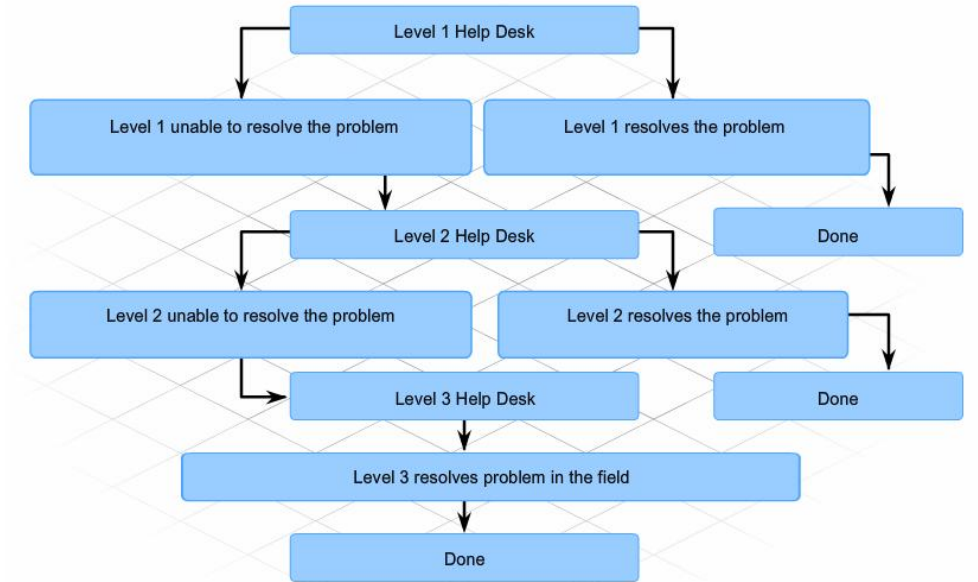 Level 1 Help Desk
Level 1 unable to resolve the problem
Level 1 resolves the problem
Level 2 Help Desk
Done
Level 2 unable to resolve the problem
Level 2 resolves the problem
Level 3 Help Desk
Done
Level 3 resolves problem in the field
Done